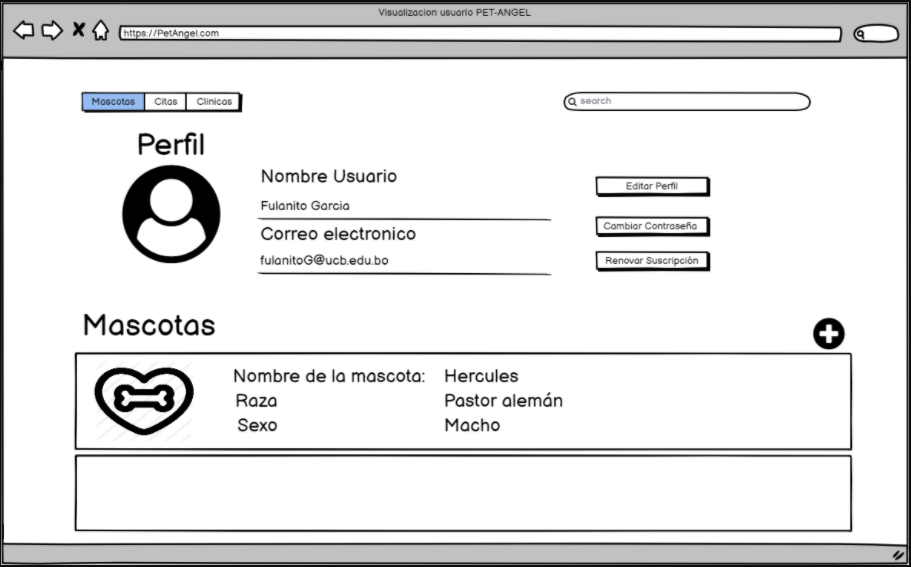 Visualizacion usuario PET-ANGEL
https://PetAngel.com
Mascotas Citas Clinicas
search
Perfil
Nombre Usuario
Fulanito Garcia
Correo electronico
fulanitoG@ucb.edu.bo
Editar Perfil
Cambiar Contraseña
Renovar Suscripción
Mascotas
Nombre de la mascota: Hercules
Raza Pastor alemán
Sexo Macho